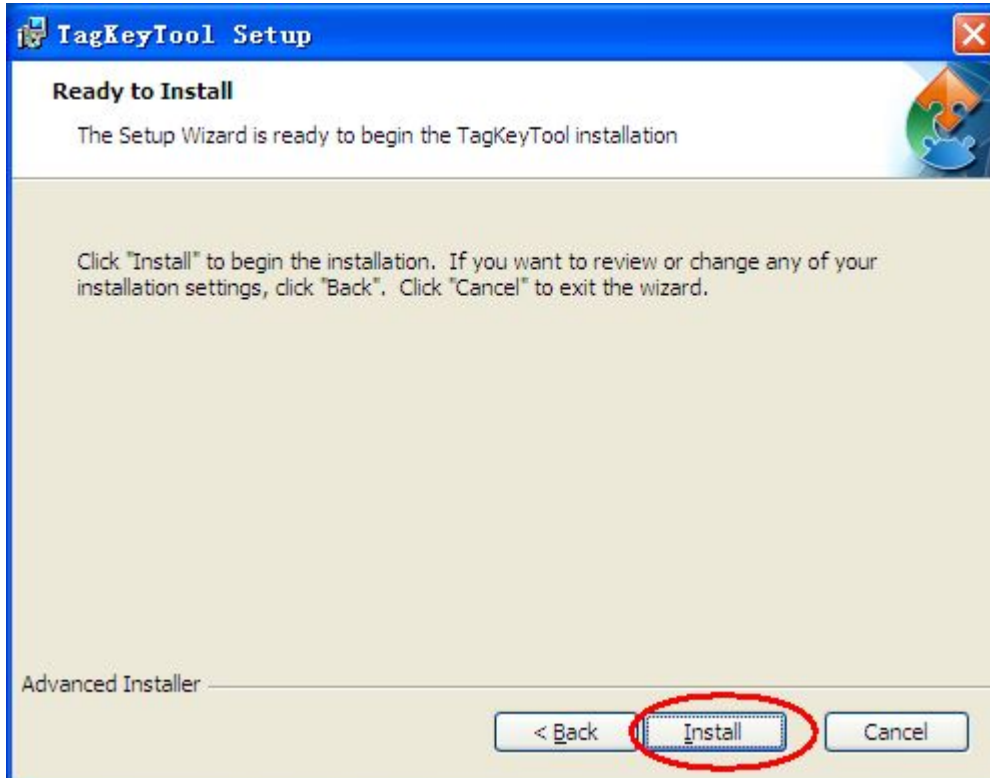 TagKeyTool Setup
Ready to Install
The Setup Wizard is ready to begin the TagKeyTool installation
Click "Install" to begin the installation. If you want to review or change any of your
installation settings, click "Back". Click "Cancel" to exit the wizard.
Advanced Installer
< Back Install Cancel